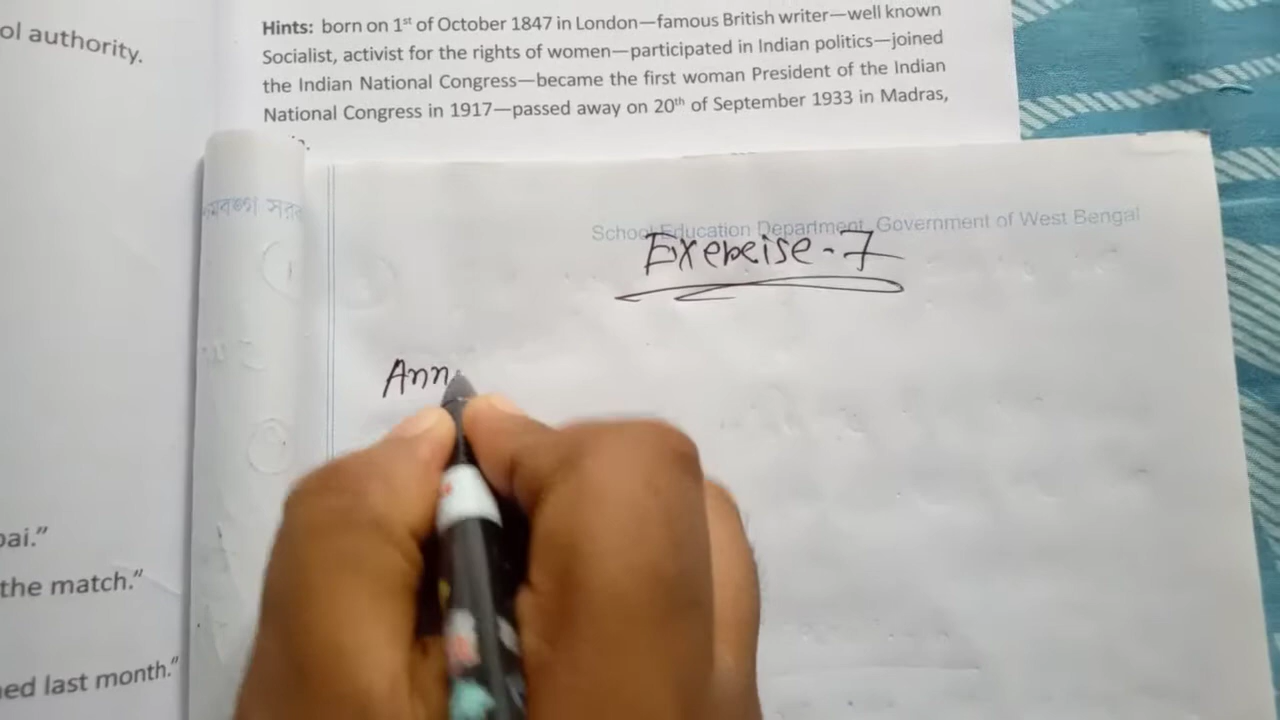 ol authority.
Hints: born on 1st of October 1847 in London—famous British writer—well known
Socialist, activist for the rights of women—participated in Indian politics—joined
the Indian National Congress—became the first woman President of the Indian
National Congress in 1917—passed away on 20th of September 1933 in Madras,
School Education Department, Government of West Bengal
Exercise-7
Ann
bai.”
the match.”
ned last month.”